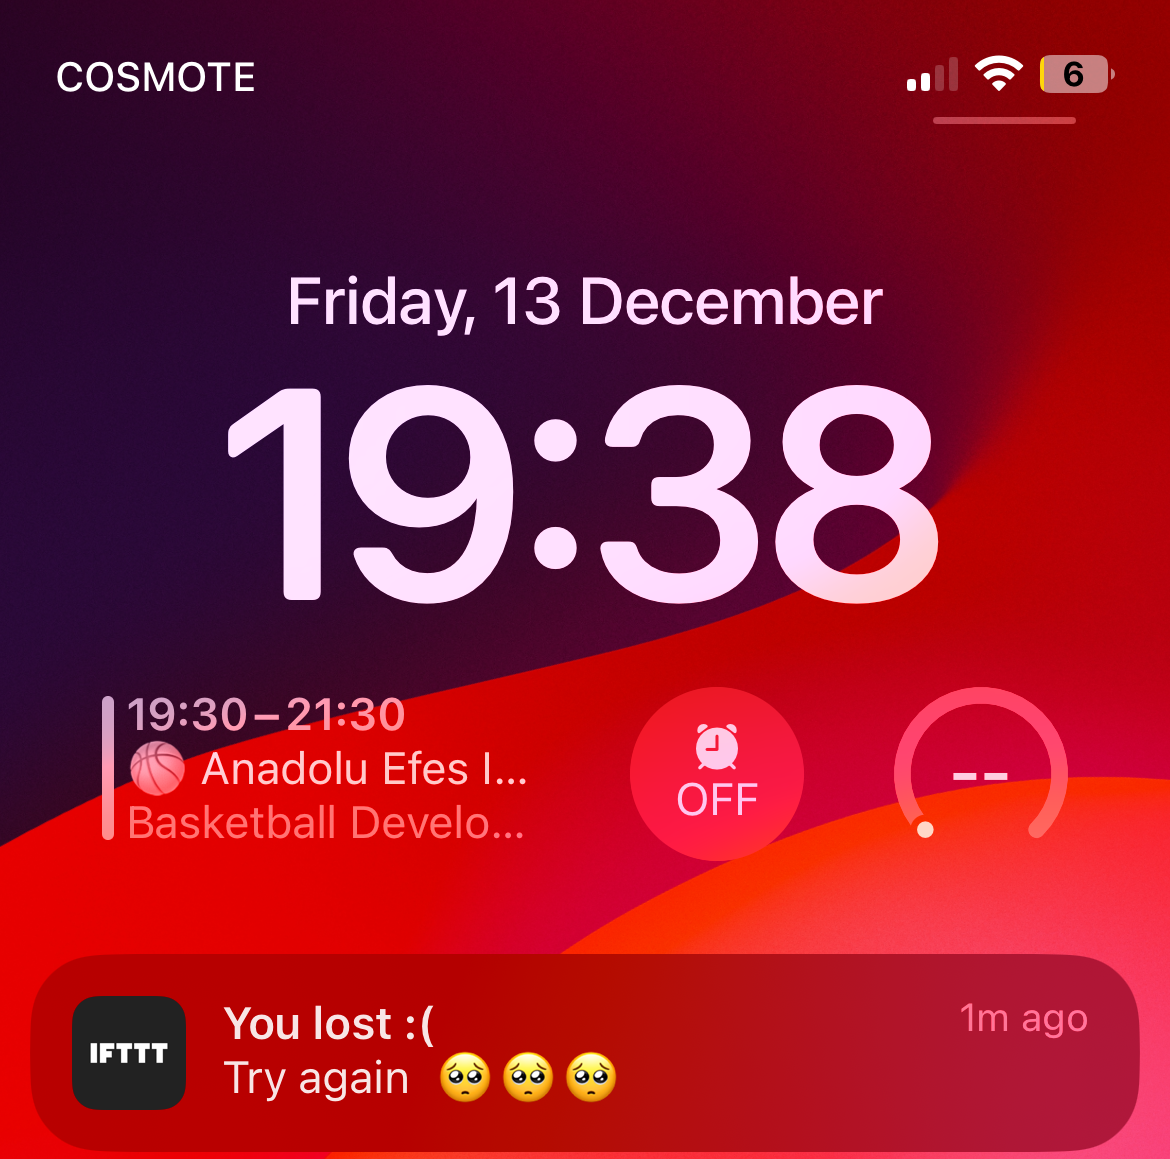 COSMOTE
6
Friday, 13 December
19:38
19:30–21:30
🏀 Anadolu Efes I...
Basketball Develo...
OFF
--
IFTTT
You lost :(
1m ago
Try again 🥺🥺🥺